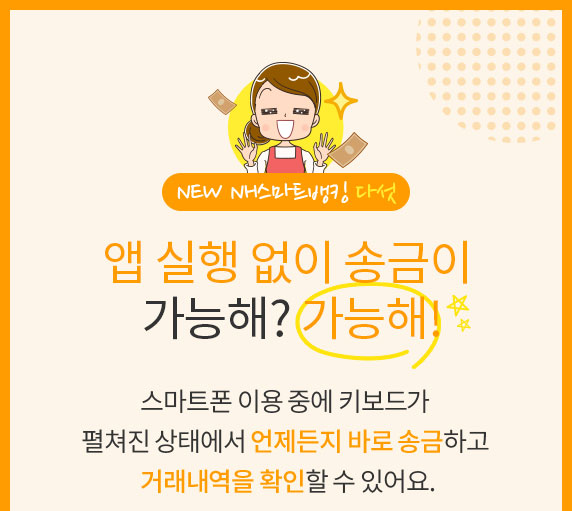 NEW NH스마트뱅킹 다섯
앱 실행 없이 송금이
가능해? 가능해!
스마트폰 이용 중에 키보드가
펼쳐진 상태에서 언제든지 바로 송금하고
거래내역을 확인할 수 있어요.